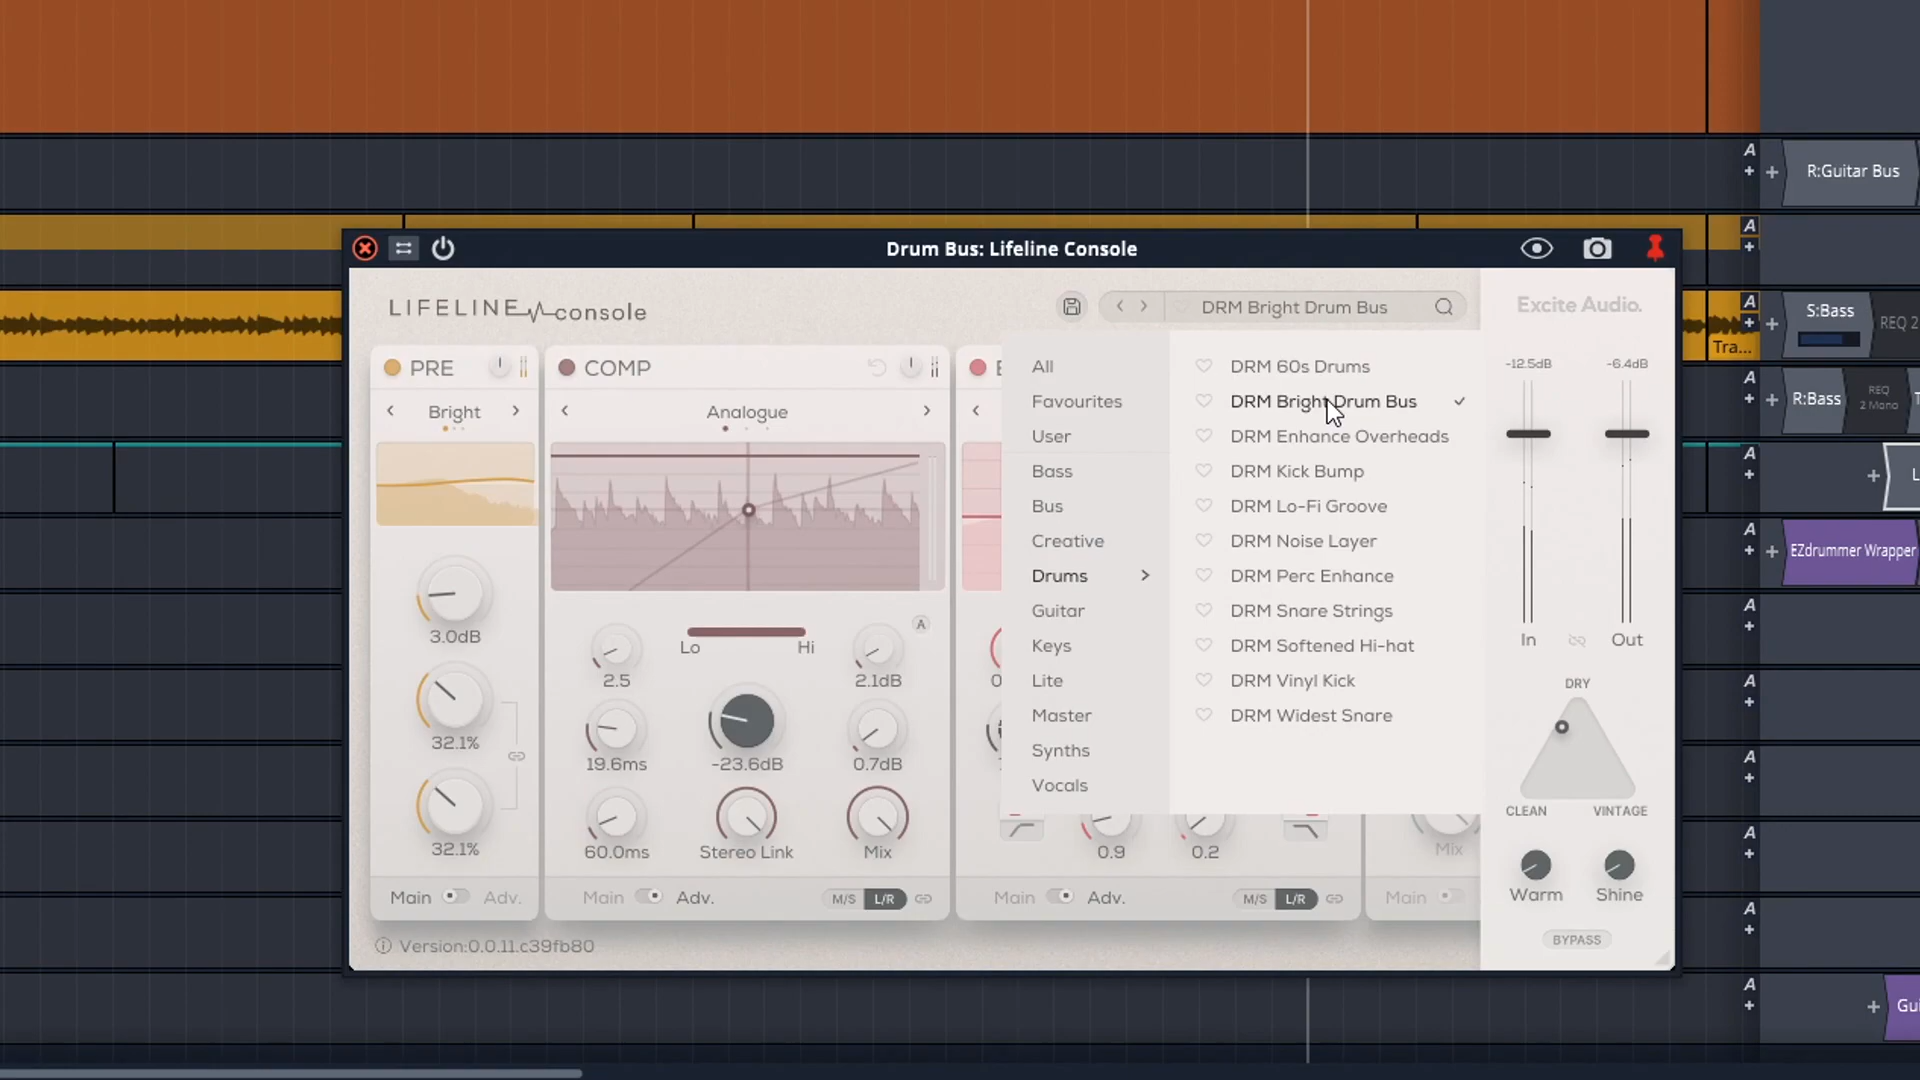 A
R:Guitar Bus
A
Drum Bus: Lifeline Console
LIFELINE console
DRM Bright Drum Bus
Excite Audio.
A
S:Bass
REQ 2
Tra...
PRE
COMP
All
DRM 60s Drums
-12.5dB
-6.4dB
Favourites
DRM Bright Drum Bus
A
R:Bass
REQ
2 Mono
Bright
Analogue
User
DRM Enhance Overheads
A
Bass
DRM Kick Bump
Bus
DRM Lo-Fi Groove
A
Creative
DRM Noise Layer
EZdrummer Wrapper
Drums
DRM Perc Enhance
Guitar
DRM Snare Strings
A
3.0dB
A
Lo
Hi
Keys
DRM Softened Hi-hat
In
Out
2.5
2.1dB
Lite
DRM Vinyl Kick
DRY
A
Master
DRM Widest Snare
32.1%
19.6ms
-23.6dB
0.7dB
Synths
A
Vocals
CLEAN
VINTAGE
32.1%
60.0ms
Stereo Link
Mix
0.9
0.2
Mix
A
Main
Adv.
Main
Adv.
M/S
L/R
Main
Adv.
M/S
L/R
Main
Warm
Shine
A
Version:0.0.11.c39fb80
BYPASS
A
Gui